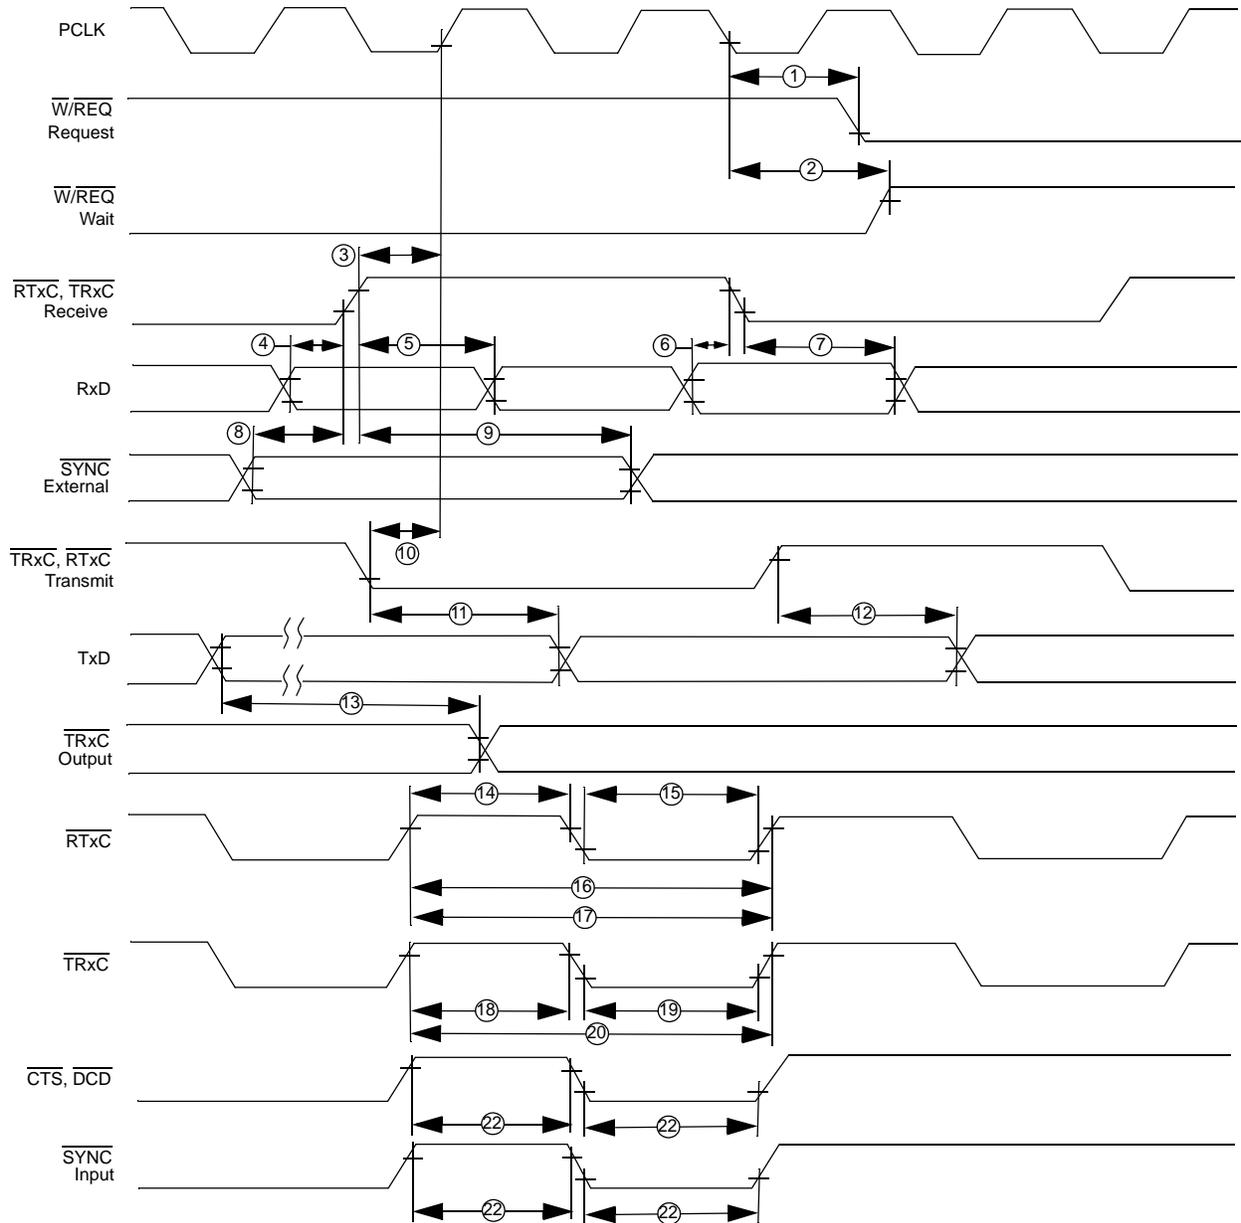 PCLK
1
W/REQ
Request
2
W/REQ
Wait
3
RTxC, TRxC
Receive
4
5
6
7
RxD
8
9
SYNC
External
10
TRxC, RTxC
Transmit
11
12
TxD
13
TRxC
Output
14
15
RTxC
16
17
TRxC
18
19
20
CTS, DCD
22
22
SYNC
Input
22
22